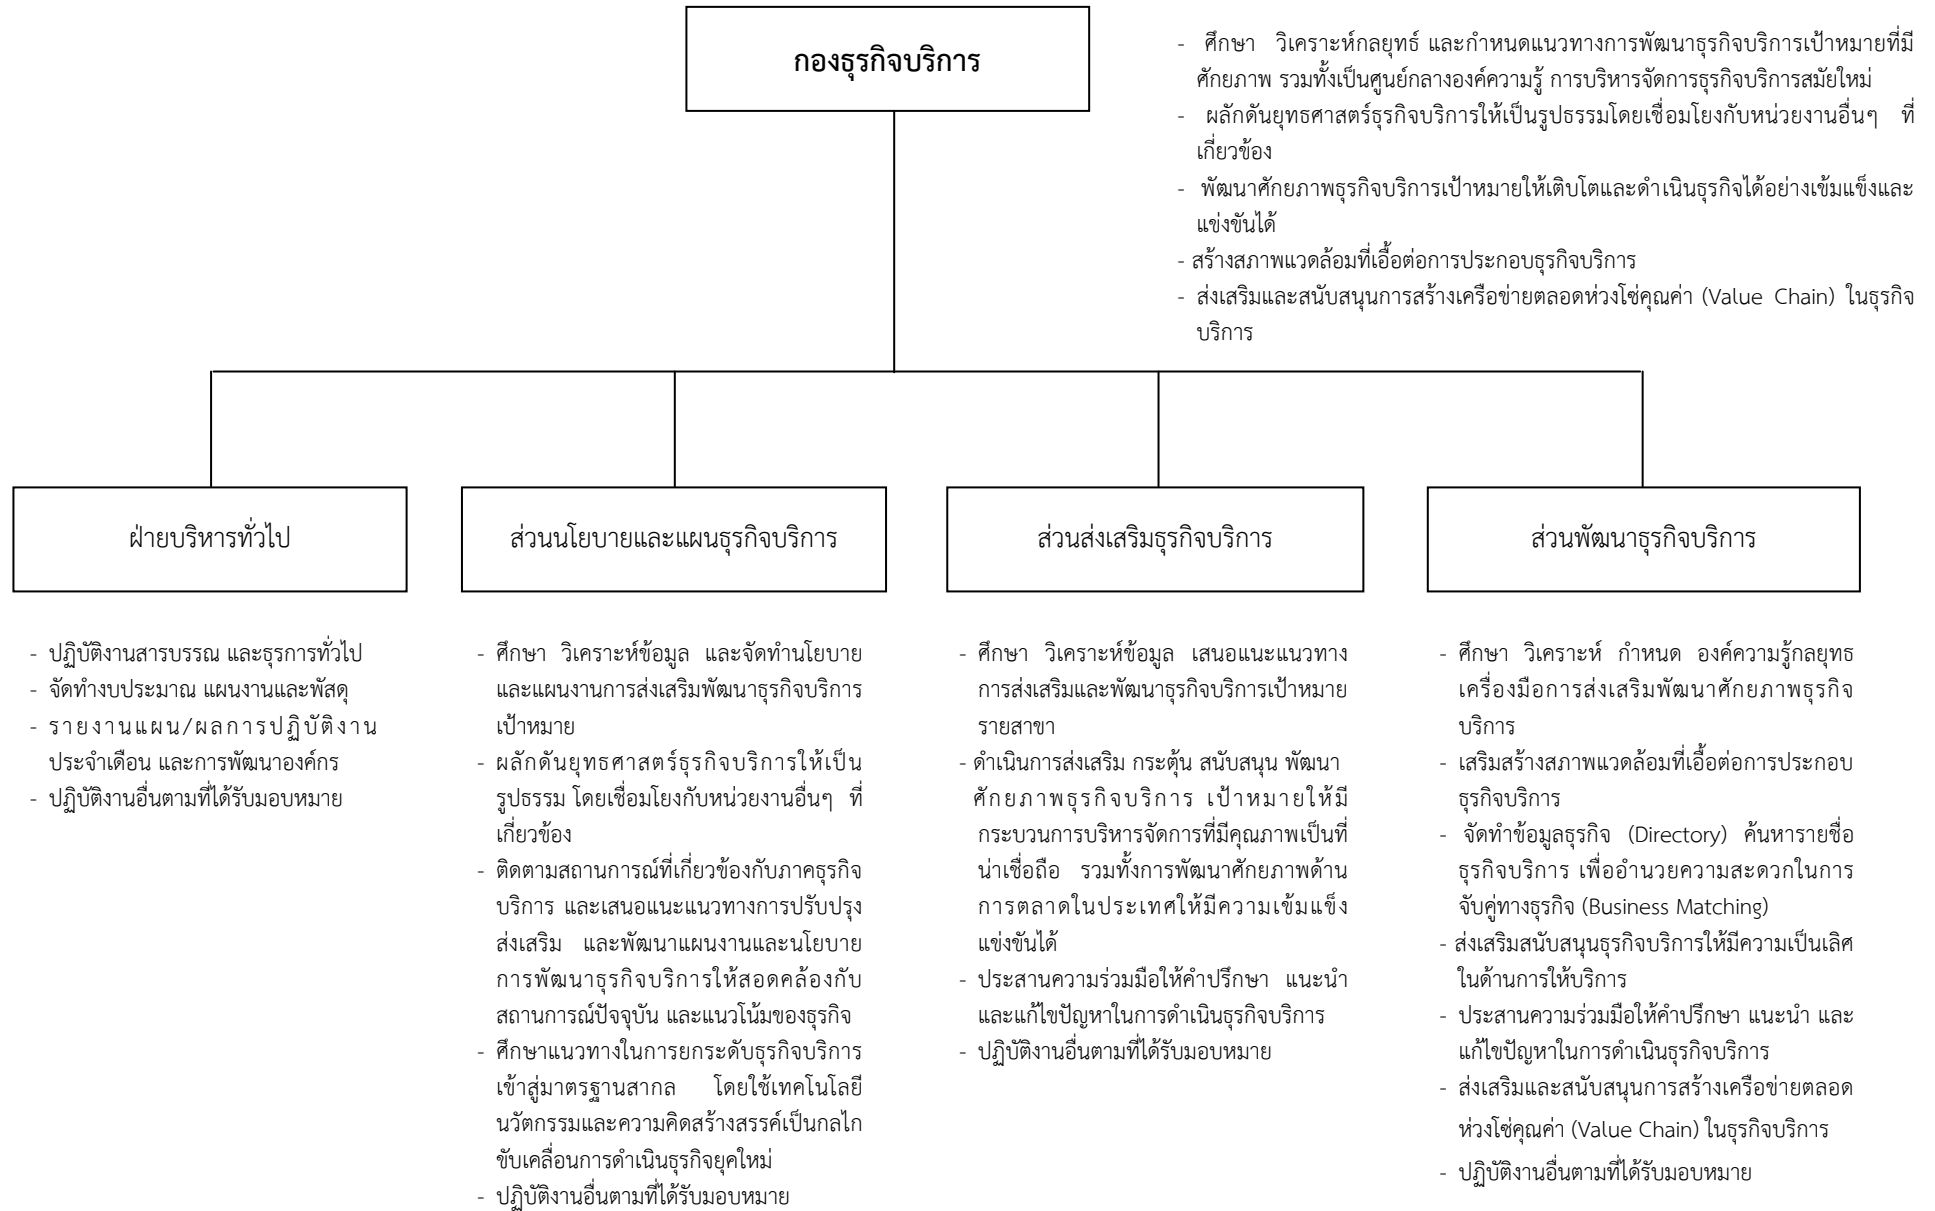 กองธุรกิจบริการ
- ศึกษา วิเคราะห์กลยุทธ์ และกำหนดแนวทางการพัฒนาธุรกิจบริการเป้าหมายที่มี
ศักยภาพ รวมทั้งเป็นศูนย์กลางองค์ความรู้ การบริหารจัดการธุรกิจบริการสมัยใหม่
- ผลักดันยุทธศาสตร์ธุรกิจบริการให้เป็นรูปธรรมโดยเชื่อมโยงกับหน่วยงานอื่นๆ ที่
เกี่ยวข้อง
- พัฒนาศักยภาพธุรกิจบริการเป้าหมายให้เติบโตและดำเนินธุรกิจได้อย่างเข้มแข็งและ
แข่งขันได้
- สร้างสภาพแวดล้อมที่เอื้อต่อการประกอบธุรกิจบริการ
- ส่งเสริมและสนับสนุนการสร้างเครือข่ายตลอดห่วงโซ่คุณค่า (Value Chain) ในธุรกิจ
บริการ
ฝ่ายบริหารทั่วไป
- ปฏิบัติงานสารบรรณ และธุรการทั่วไป
- จัดทำงบประมาณ แผนงานและพัสดุ
- รายงานแผน/ผลการปฏิบัติงาน
ประจำเดือน และการพัฒนาองค์กร
- ปฏิบัติงานอื่นตามที่ได้รับมอบหมาย
ส่วนนโยบายและแผนธุรกิจบริการ
- ศึกษา วิเคราะห์ข้อมูล และจัดทำนโยบาย
และแผนงานการส่งเสริมพัฒนาธุรกิจบริการ
เป้าหมาย
- ผลักดันยุทธศาสตร์ธุรกิจบริการให้เป็น
รูปธรรม โดยเชื่อมโยงกับหน่วยงานอื่นๆ ที่
เกี่ยวข้อง
- ติดตามสถานการณ์ที่เกี่ยวข้องกับภาคธุรกิจ
บริการ และเสนอแนะแนวทางการปรับปรุง
ส่งเสริม และพัฒนาแผนงานและนโยบาย
การพัฒนาธุรกิจบริการให้สอดคล้องกับ
สถานการณ์ปัจจุบัน และแนวโน้มของธุรกิจ
- ศึกษาแนวทางในการยกระดับธุรกิจบริการ
เข้าสู่มาตรฐานสากล โดยใช้เทคโนโลยี
นวัตกรรมและความคิดสร้างสรรค์เป็นกลไก
ขับเคลื่อนการดำเนินธุรกิจยุคใหม่
- ปฏิบัติงานอื่นตามที่ได้รับมอบหมาย
ส่วนส่งเสริมธุรกิจบริการ
- ศึกษา วิเคราะห์ข้อมูล เสนอแนะแนวทาง
การส่งเสริมและพัฒนาธุรกิจบริการเป้าหมาย
รายสาขา
- ดำเนินการส่งเสริม กระตุ้น สนับสนุน พัฒนา
ศักยภาพธุรกิจบริการ เป้าหมายให้มี
กระบวนการบริหารจัดการที่มีคุณภาพเป็นที่
น่าเชื่อถือ รวมทั้งการพัฒนาศักยภาพด้าน
การตลาดในประเทศให้มีความเข้มแข็ง
แข่งขันได้
- ประสานความร่วมมือให้คำปรึกษา แนะนำ
และแก้ไขปัญหาในการดำเนินธุรกิจบริการ
- ปฏิบัติงานอื่นตามที่ได้รับมอบหมาย
ส่วนพัฒนาธุรกิจบริการ
- ศึกษา วิเคราะห์ กำหนด องค์ความรู้กลยุทธ
เครื่องมือการส่งเสริมพัฒนาศักยภาพธุรกิจ
บริการ
- เสริมสร้างสภาพแวดล้อมที่เอื้อต่อการประกอบ
ธุรกิจบริการ
- จัดทำข้อมูลธุรกิจ (Directory) ค้นหารายชื่อ
ธุรกิจบริการ เพื่ออำนวยความสะดวกในการ
จับคู่ทางธุรกิจ (Business Matching)
- ส่งเสริมสนับสนุนธุรกิจบริการให้มีความเป็นเลิศ
ในด้านการให้บริการ
- ประสานความร่วมมือให้คำปรึกษา แนะนำ และ
แก้ไขปัญหาในการดำเนินธุรกิจบริการ
- ส่งเสริมและสนับสนุนการสร้างเครือข่ายตลอด
ห่วงโซ่คุณค่า (Value Chain) ในธุรกิจบริการ
- ปฏิบัติงานอื่นตามที่ได้รับมอบหมาย